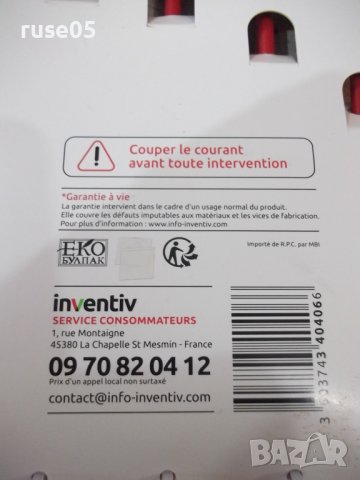 ruse05
Couper le courant
avant toute intervention
*Garantie à vie
La garantie intervient dans le cadre d'un usage normal du produit.
Elle couvre les défauts imputables aux matériaux et les vices de fabrication.
Pour plus d'information : www.info-inventiv.com
ЕКО
БУЛПАК
Importé de R.P.C. par MBI
inventiv
SERVICE CONSOMMATEURS
1, rue Montaigne
45380 La Chapelle St Mesmin - France
09 70 82 04 12
Prix d'un appel local non surtaxé
contact@info-inventiv.com
3 603743 404066
BAZAR